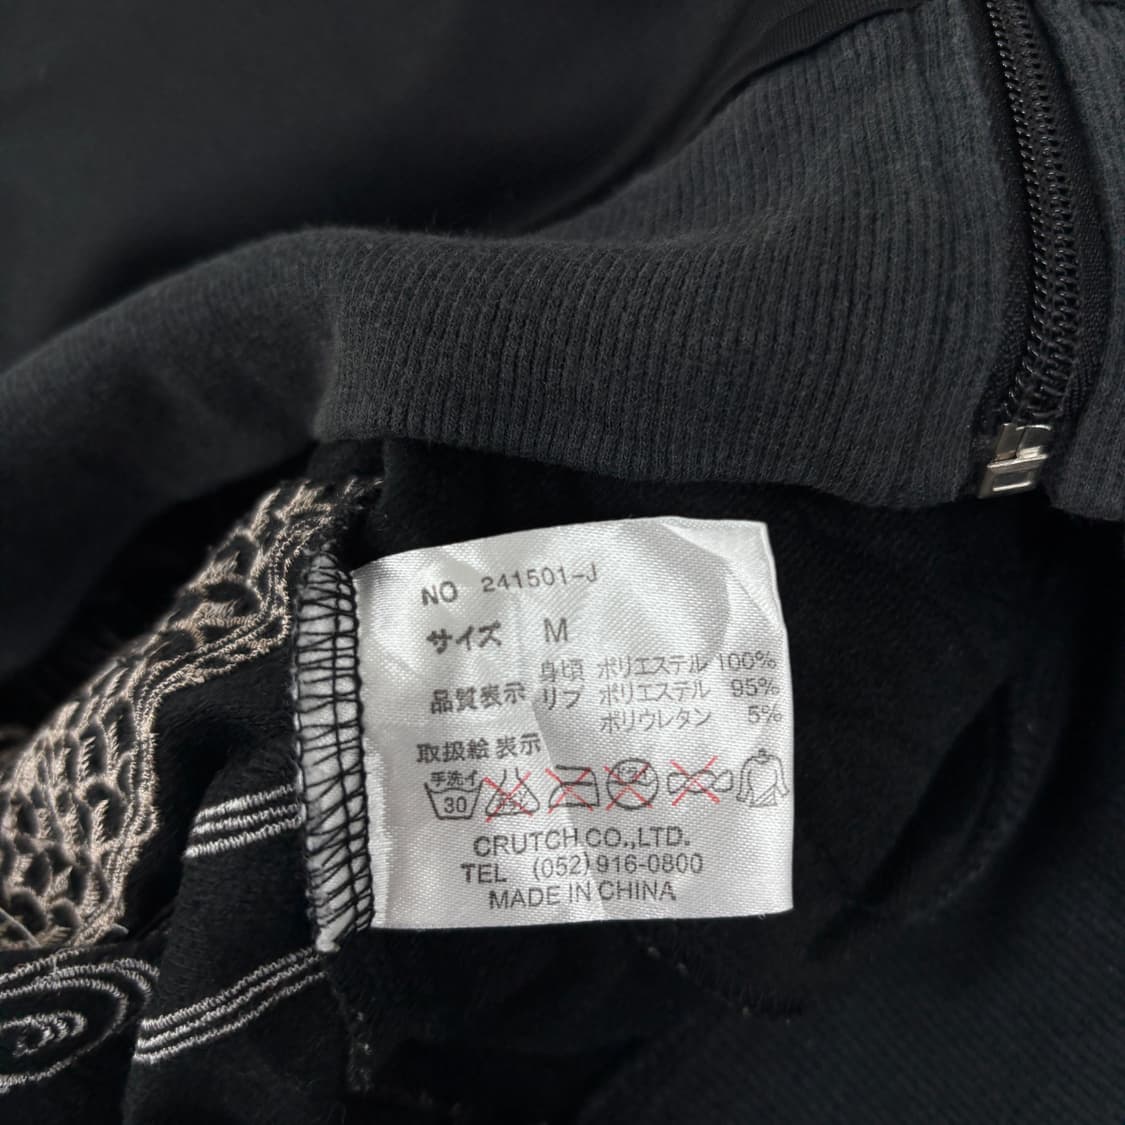 NO 241501-J
サイズ M
品質表示 身頃 ポリエステル 100%
リブ ポリエステル 95%
ポリウレタン 5%
取扱絵表示
手洗イ
30
CRUTCH CO.,LTD.
TEL (052)916-0800
MADE IN CHINA